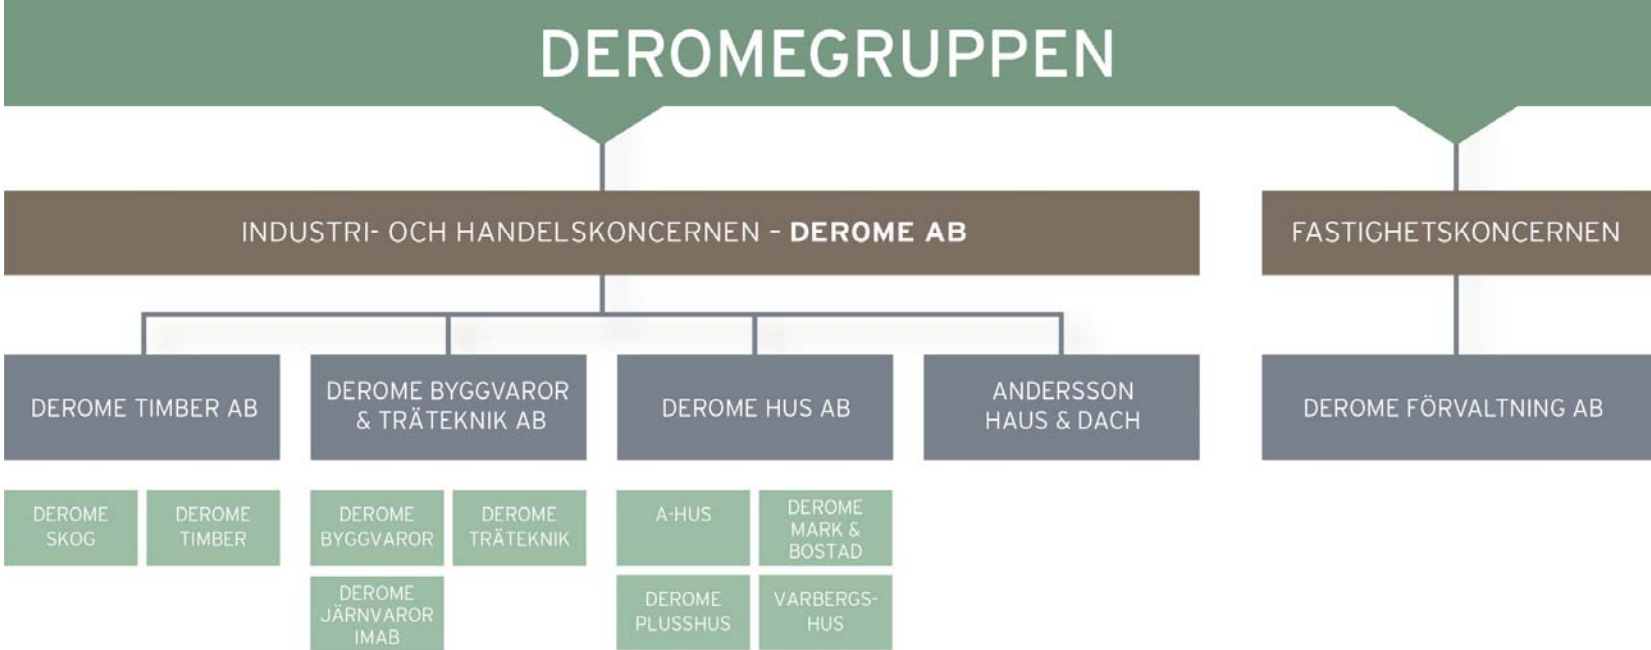 DEROMEGRUPPEN
INDUSTRI- OCH HANDELSKONCERNEN – DEROME AB
FASTIGHETSKONCERNEN
DEROME TIMBER AB
DEROME BYGGVAROR
& TRÄTEKNIK AB
DEROME HUS AB
ANDERSSON
HAUS & DACH
DEROME FÖRVALTNING AB
DEROME
SKOG
DEROME
TIMBER
DEROME
BYGGVAROR
DEROME
TRÄTEKNIK
A-HUS
DEROME
MARK &
BOSTAD
DEROME
JÄRNVAROR
IMAB
DEROME
PLUSSHUS
VARBERGS-
HUS